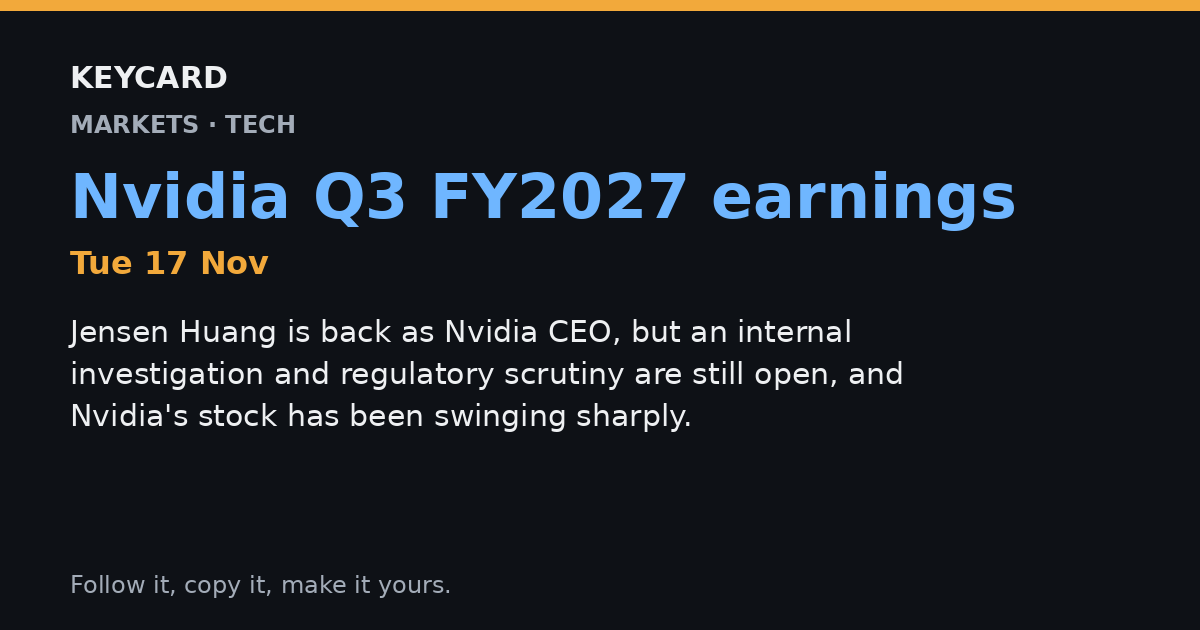 KEYCARD
MARKETS · TECH
Nvidia Q3 FY2027 earnings
Tue 17 Nov
Jensen Huang is back as Nvidia CEO, but an internal
investigation and regulatory scrutiny are still open, and
Nvidia's stock has been swinging sharply.
Follow it, copy it, make it yours.